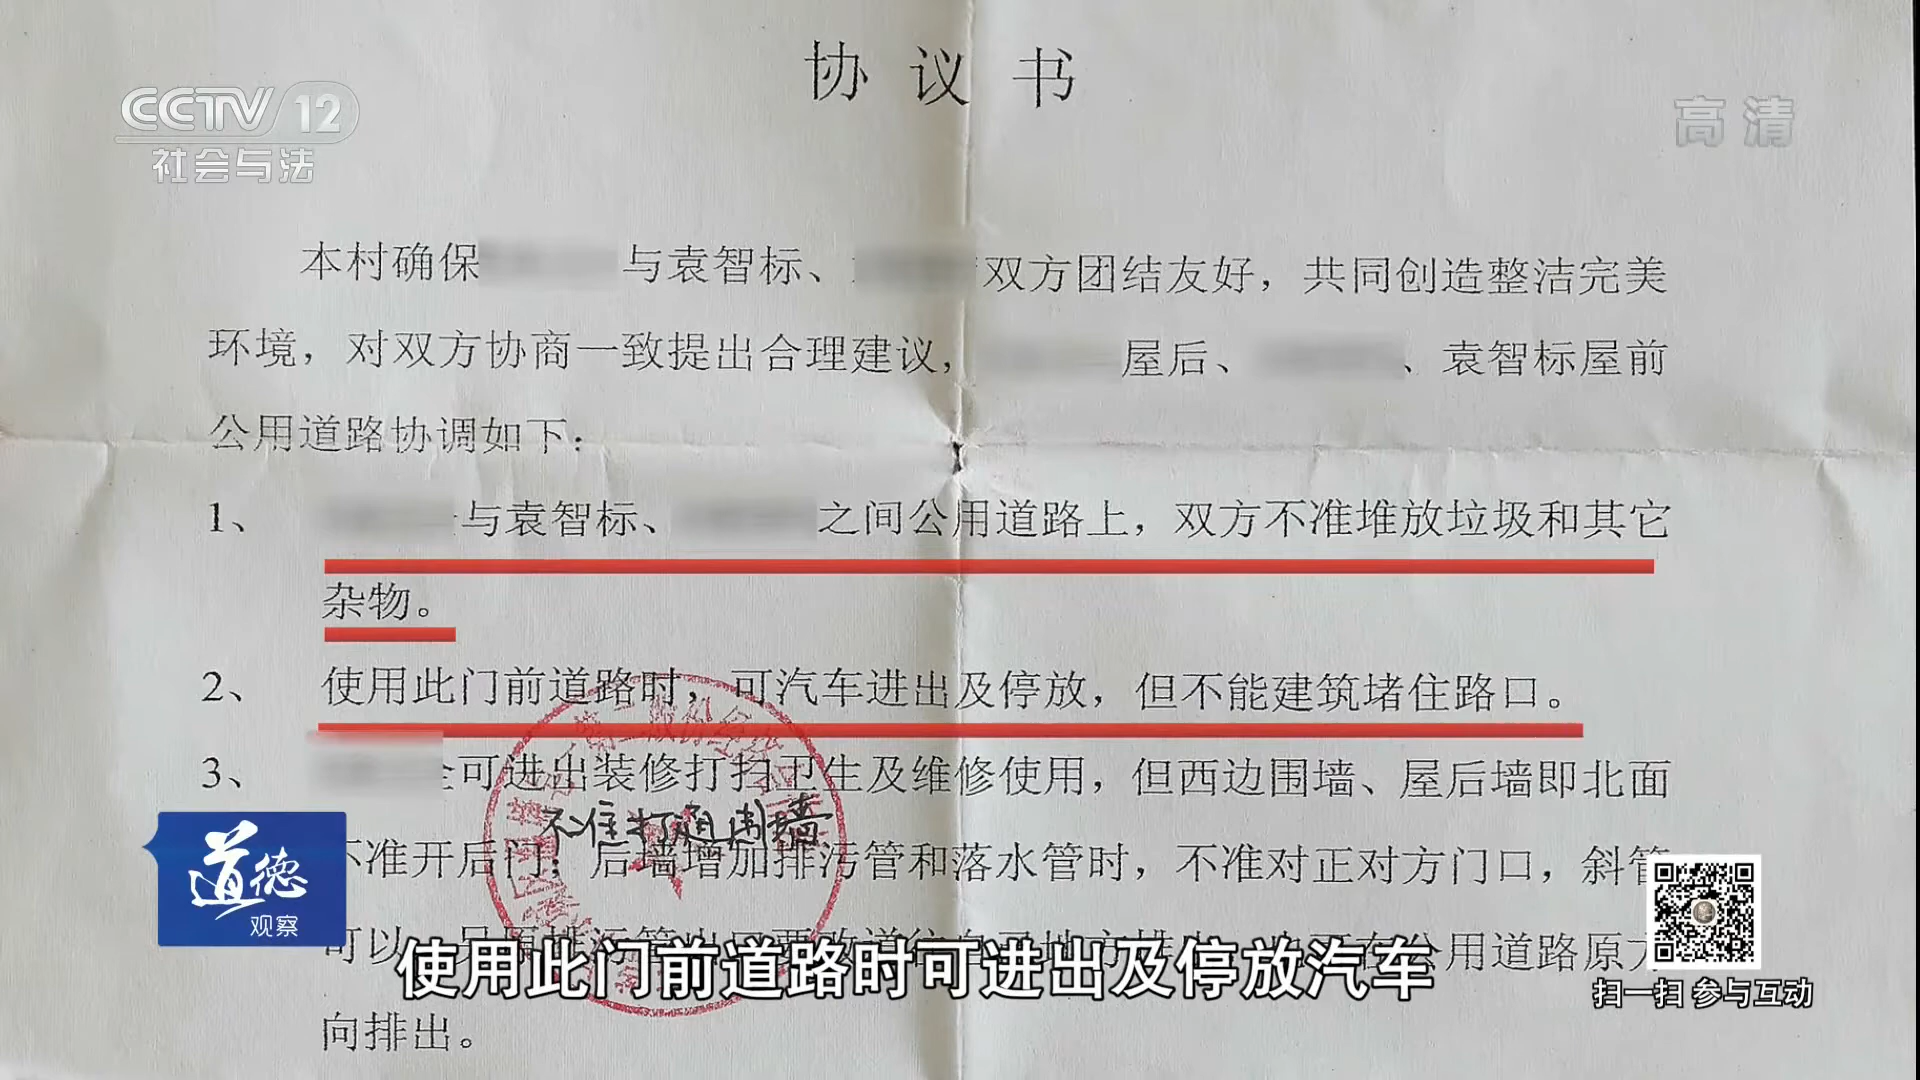 协议书
CCTV 12
社会与法
高清
本村确保 与袁智标、 双方团结友好，共同创造整洁完美
环境，对双方协商一致提出合理建议， 屋后、 、袁智标屋前
公用道路协调如下：
1、 与袁智标、 之间公用道路上，双方不准堆放垃圾和其它
杂物。
2、 使用此门前道路时，可汽车进出及停放，但不能建筑堵住路口。
3、 可进出装修打扫卫生及维修使用，但西边围墙、屋后墙即北面
不准打通围墙
不准开后门；后墙增加排污管和落水管时，不准对正对方门口，斜管
可以 公用道路原方
向排出。
道德
观察
使用此门前道路时可进出及停放汽车
扫一扫 参与互动